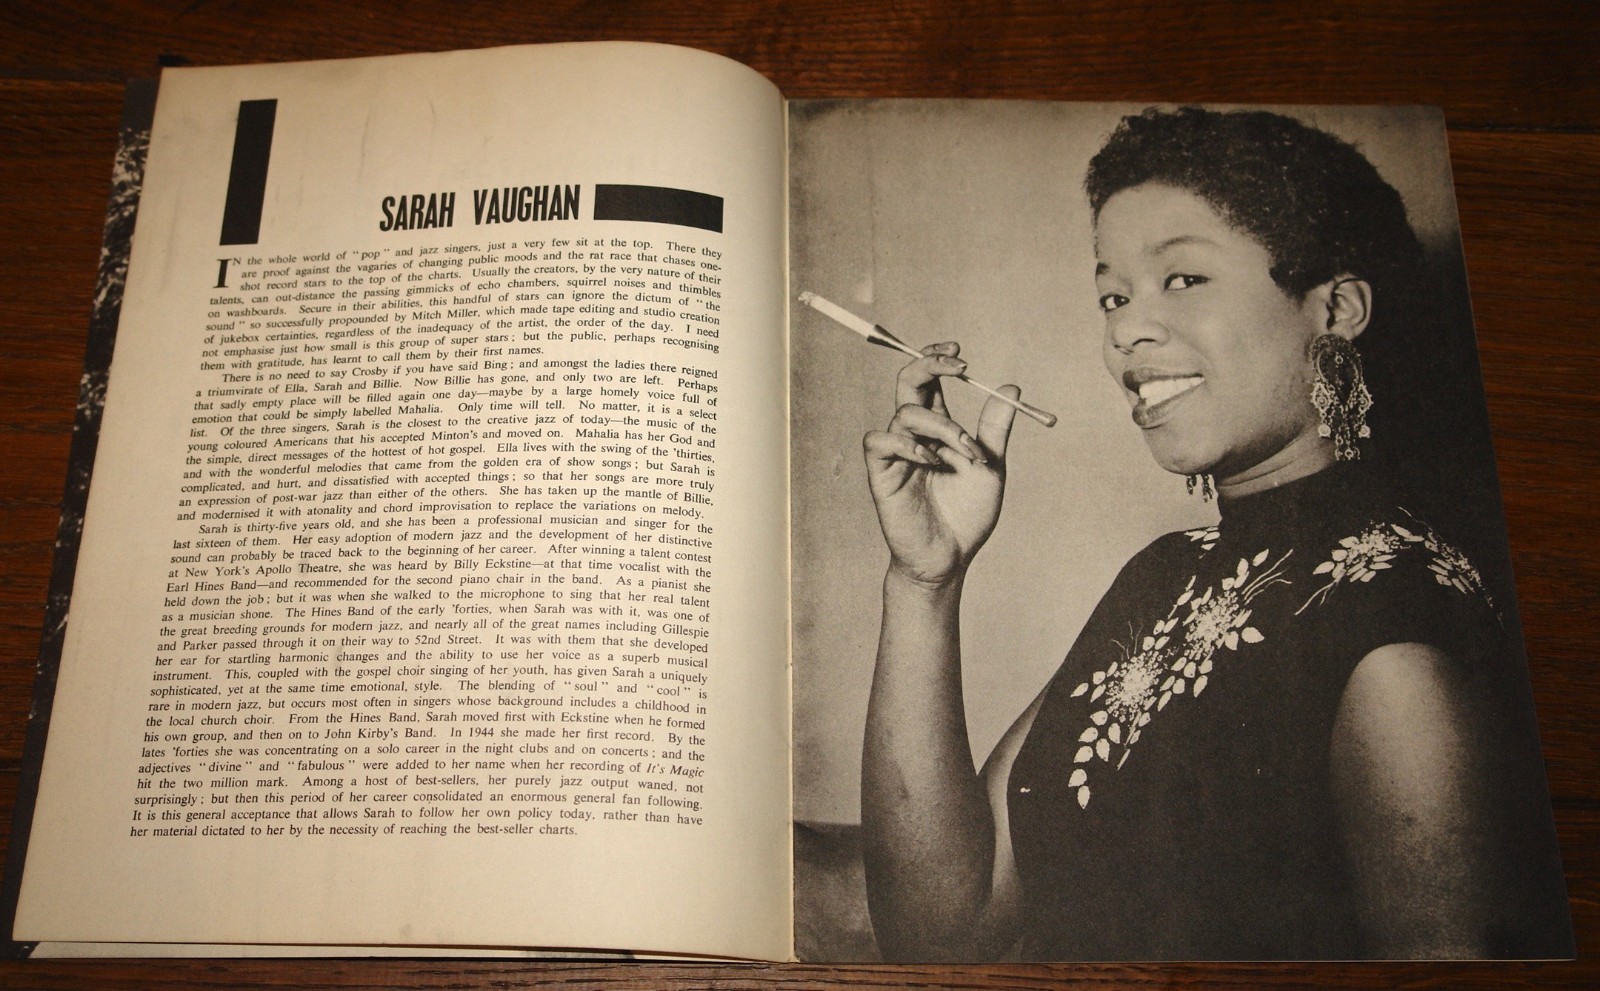 SARAH VAUGHAN
IN the whole world of "pop" and jazz singers, just a very few sit at the top. There they
are proof against the vagaries of changing public moods and the rat race that chases one-
shot record stars to the top of the charts. Usually the creators, by the very nature of their
talents, can out-distance the passing gimmicks of echo chambers, squirrel noises and thimbles
on washboards. Secure in their abilities, this handful of stars can ignore the dictum of "the
sound" so successfully propounded by Mitch Miller, which made tape editing and studio creation
of jukebox certainties, regardless of the inadequacy of the artist, the order of the day. I need
not emphasise just how small is this group of super stars; but the public, perhaps recognising
them with gratitude, has learnt to call them by their first names.
There is no need to say Crosby if you have said Bing; and amongst the ladies there reigned
a triumvirate of Ella, Sarah and Billie. Now Billie has gone, and only two are left. Perhaps
that sadly empty place will be filled again one day—maybe by a large homely voice full of
emotion that could be simply labelled Mahalia. Only time will tell. No matter, it is a select
list. Of the three singers, Sarah is the closest to the creative jazz of today—the music of the
young coloured Americans that his accepted Minton's and moved on. Mahalia has her God and
the simple, direct messages of the hottest of hot gospel. Ella lives with the swing of the 'thirties,
and with the wonderful melodies that came from the golden era of show songs; but Sarah is
complicated, and hurt, and dissatisfied with accepted things; so that her songs are more truly
an expression of post-war jazz than either of the others. She has taken up the mantle of Billie,
and modernised it with atonality and chord improvisation to replace the variations on melody.
Sarah is thirty-five years old, and she has been a professional musician and singer for the
last sixteen of them. Her easy adoption of modern jazz and the development of her distinctive
sound can probably be traced back to the beginning of her career. After winning a talent contest
at New York's Apollo Theatre, she was heard by Billy Eckstine—at that time vocalist with the
Earl Hines Band—and recommended for the second piano chair in the band. As a pianist she
held down the job; but it was when she walked to the microphone to sing that her real talent
as a musician shone. The Hines Band of the early 'forties, when Sarah was with it, was one of
the great breeding grounds for modern jazz, and nearly all of the great names including Gillespie
and Parker passed through it on their way to 52nd Street. It was with them that she developed
her ear for startling harmonic changes and the ability to use her voice as a superb musical
instrument. This, coupled with the gospel choir singing of her youth, has given Sarah a uniquely
sophisticated, yet at the same time emotional, style. The blending of "soul" and "cool" is
rare in modern jazz, but occurs most often in singers whose background includes a childhood in
the local church choir. From the Hines Band, Sarah moved first with Eckstine when he formed
his own group, and then on to John Kirby's Band. In 1944 she made her first record. By the
lates 'forties she was concentrating on a solo career in the night clubs and on concerts; and the
adjectives "divine" and "fabulous" were added to her name when her recording of It's Magic
hit the two million mark. Among a host of best-sellers, her purely jazz output waned, not
surprisingly; but then this period of her career consolidated an enormous general fan following.
It is this general acceptance that allows Sarah to follow her own policy today, rather than have
her material dictated to her by the necessity of reaching the best-seller charts.